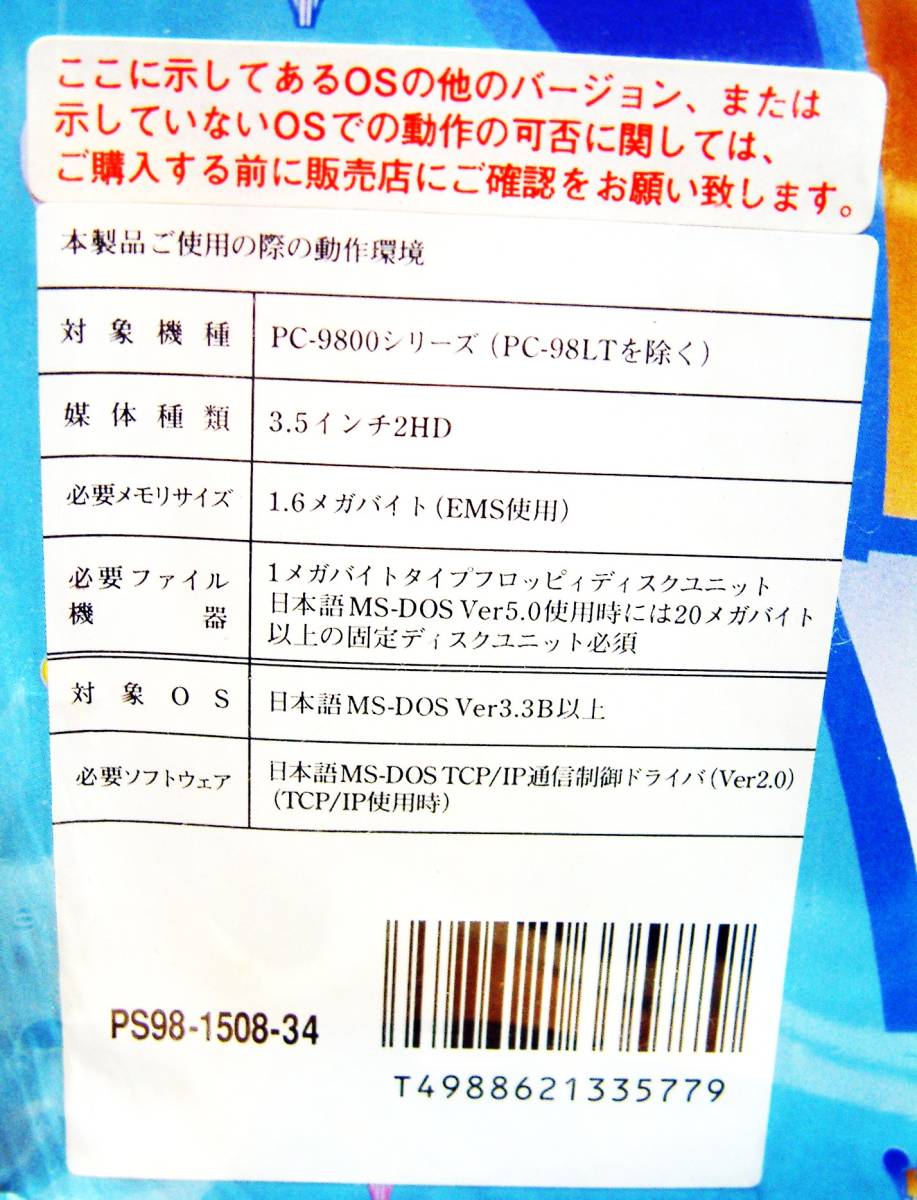 ここに示してあるOSの他のバージョン、または
示していないOSでの動作の可否に関しては、
ご購入する前に販売店にご確認をお願い致します。
本製品ご使用の際の動作環境
対象機種 PC-9800シリーズ(PC-98LTを除く)
媒体種類 3.5インチ2HD
必要メモリサイズ 1.6メガバイト(EMS使用)
必要ファイル
機器
1メガバイトタイプフロッピィディスクユニット
日本語MS-DOS Ver5.0使用時には20メガバイト
以上の固定ディスクユニット必須
対象OS 日本語MS-DOS Ver3.3B以上
必要ソフトウェア 日本語MS-DOS TCP/IP通信制御ドライバ(Ver2.0)
(TCP/IP使用時)
PS98-1508-34
T4988621335779